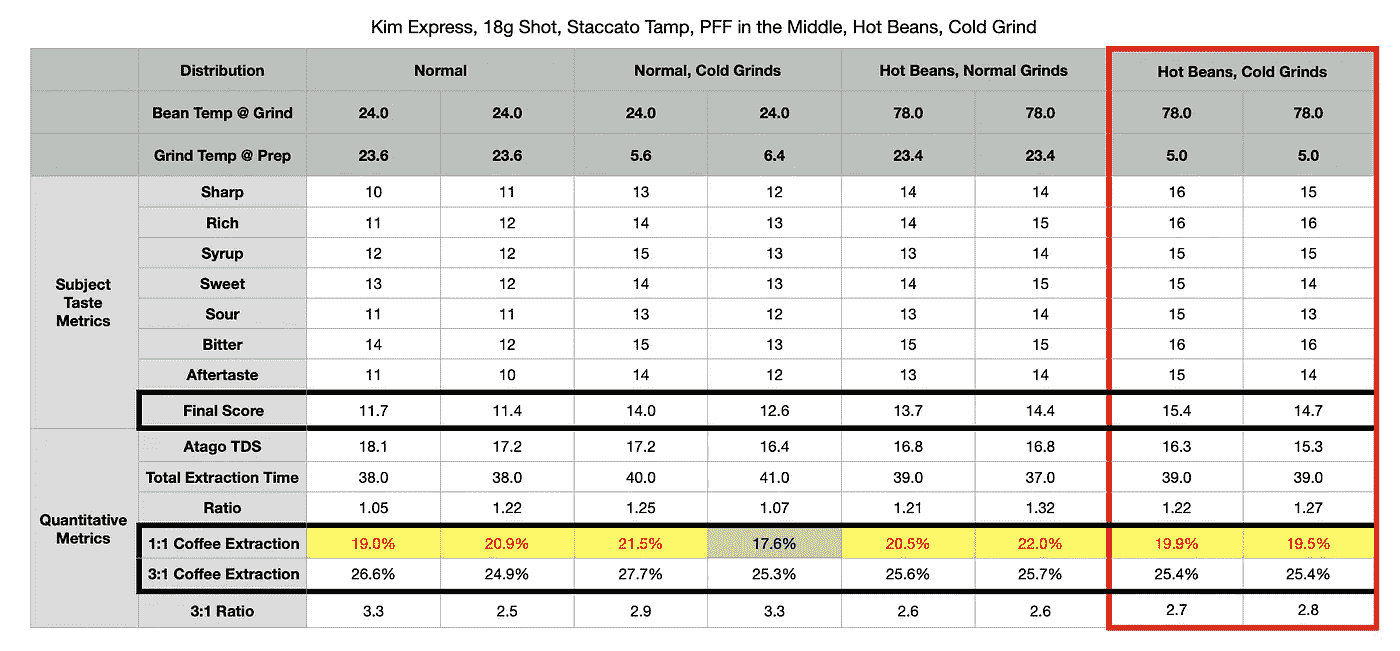 Kim Express, 18g Shot, Staccato Tamp, PFF in the Middle, Hot Beans, Cold Grind
Distribution Normal Normal, Cold Grinds Hot Beans, Normal Grinds Hot Beans, Cold Grinds
Bean Temp @ Grind 24.0 24.0 24.0 24.0 78.0 78.0 78.0 78.0
Grind Temp @ Prep 23.6 23.6 5.6 6.4 23.4 23.4 5.0 5.0
Subject Taste Metrics
Sharp 10 11 13 12 14 14 16 15
Rich 11 12 14 13 14 15 16 16
Syrup 12 12 15 13 13 14 15 15
Sweet 13 12 14 13 14 15 15 14
Sour 11 11 13 12 13 14 15 13
Bitter 14 12 15 13 15 15 16 16
Aftertaste 11 10 14 12 13 14 15 14
Final Score 11.7 11.4 14.0 12.6 13.7 14.4 15.4 14.7
Quantitative Metrics
Atago TDS 18.1 17.2 17.2 16.4 16.8 16.8 16.3 15.3
Total Extraction Time 38.0 38.0 40.0 41.0 39.0 37.0 39.0 39.0
Ratio 1.05 1.22 1.25 1.07 1.21 1.32 1.22 1.27
1:1 Coffee Extraction 19.0% 20.9% 21.5% 17.6% 20.5% 22.0% 19.9% 19.5%
3:1 Coffee Extraction 26.6% 24.9% 27.7% 25.3% 25.6% 25.7% 25.4% 25.4%
3:1 Ratio 3.3 2.5 2.9 3.3 2.6 2.6 2.7 2.8